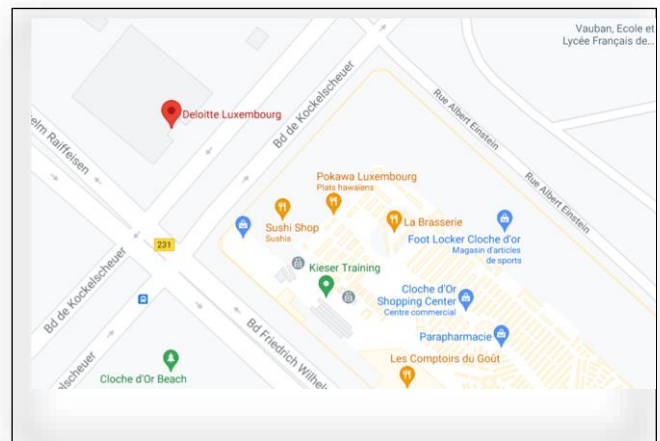 Vauban, Ecole et
Lycée Français de...
Deloitte Luxembourg
Bd de Kockelscheuer
Rue Albert Einstein
elm Raiffeisen
Pokawa Luxembourg
Plats hawaïens
Rue Albert Einstein
Sushi Shop
Sushis
La Brasserie
Foot Locker Cloche d'or
Magasin d'articles
de sports
231
Kieser Training
Bd de Kockelscheuer
Cloche d'Or
Shopping Center
Centre commercial
Parapharmacie
Bd Friedrich Wilhe
Les Comptoirs du Goût
kelscheuer
Cloche d'Or Beach